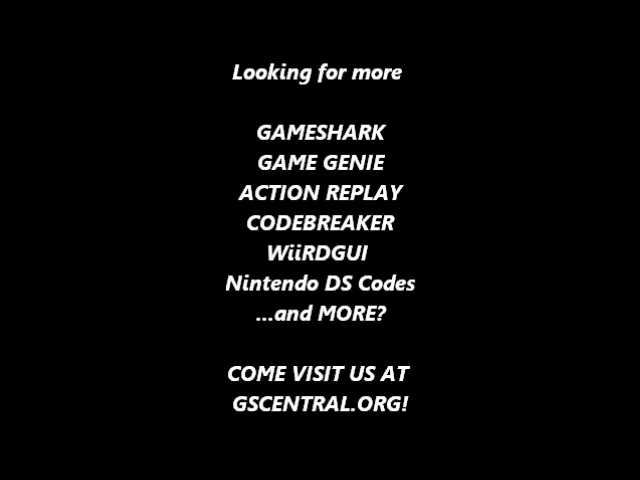 Looking for more
GAMESHARK
GAME GENIE
ACTION REPLAY
CODEBREAKER
WiiRDGUI
Nintendo DS Codes
...and MORE?
COME VISIT US AT
GSCENTRAL.ORG!